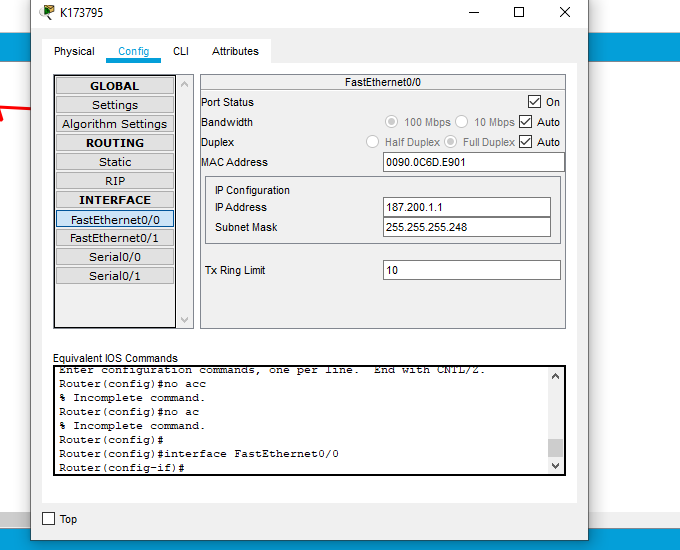 K173795
Physical Config CLI Attributes
GLOBAL
Settings
Algorithm Settings
ROUTING
Static
RIP
INTERFACE
FastEthernet0/0
FastEthernet0/1
Serial0/0
Serial0/1
FastEthernet0/0
Port Status On
Bandwidth 100 Mbps 10 Mbps Auto
Duplex Half Duplex Full Duplex Auto
MAC Address 0090.0C6D.E901
IP Configuration
IP Address 187.200.1.1
Subnet Mask 255.255.255.248
Tx Ring Limit 10
Equivalent IOS Commands
Enter configuration commands, one per line. End with CNTL/Z.
Router(config)#no acc
% Incomplete command.
Router(config)#no ac
% Incomplete command.
Router(config)#
Router(config)#interface FastEthernet0/0
Router(config-if)#
Top